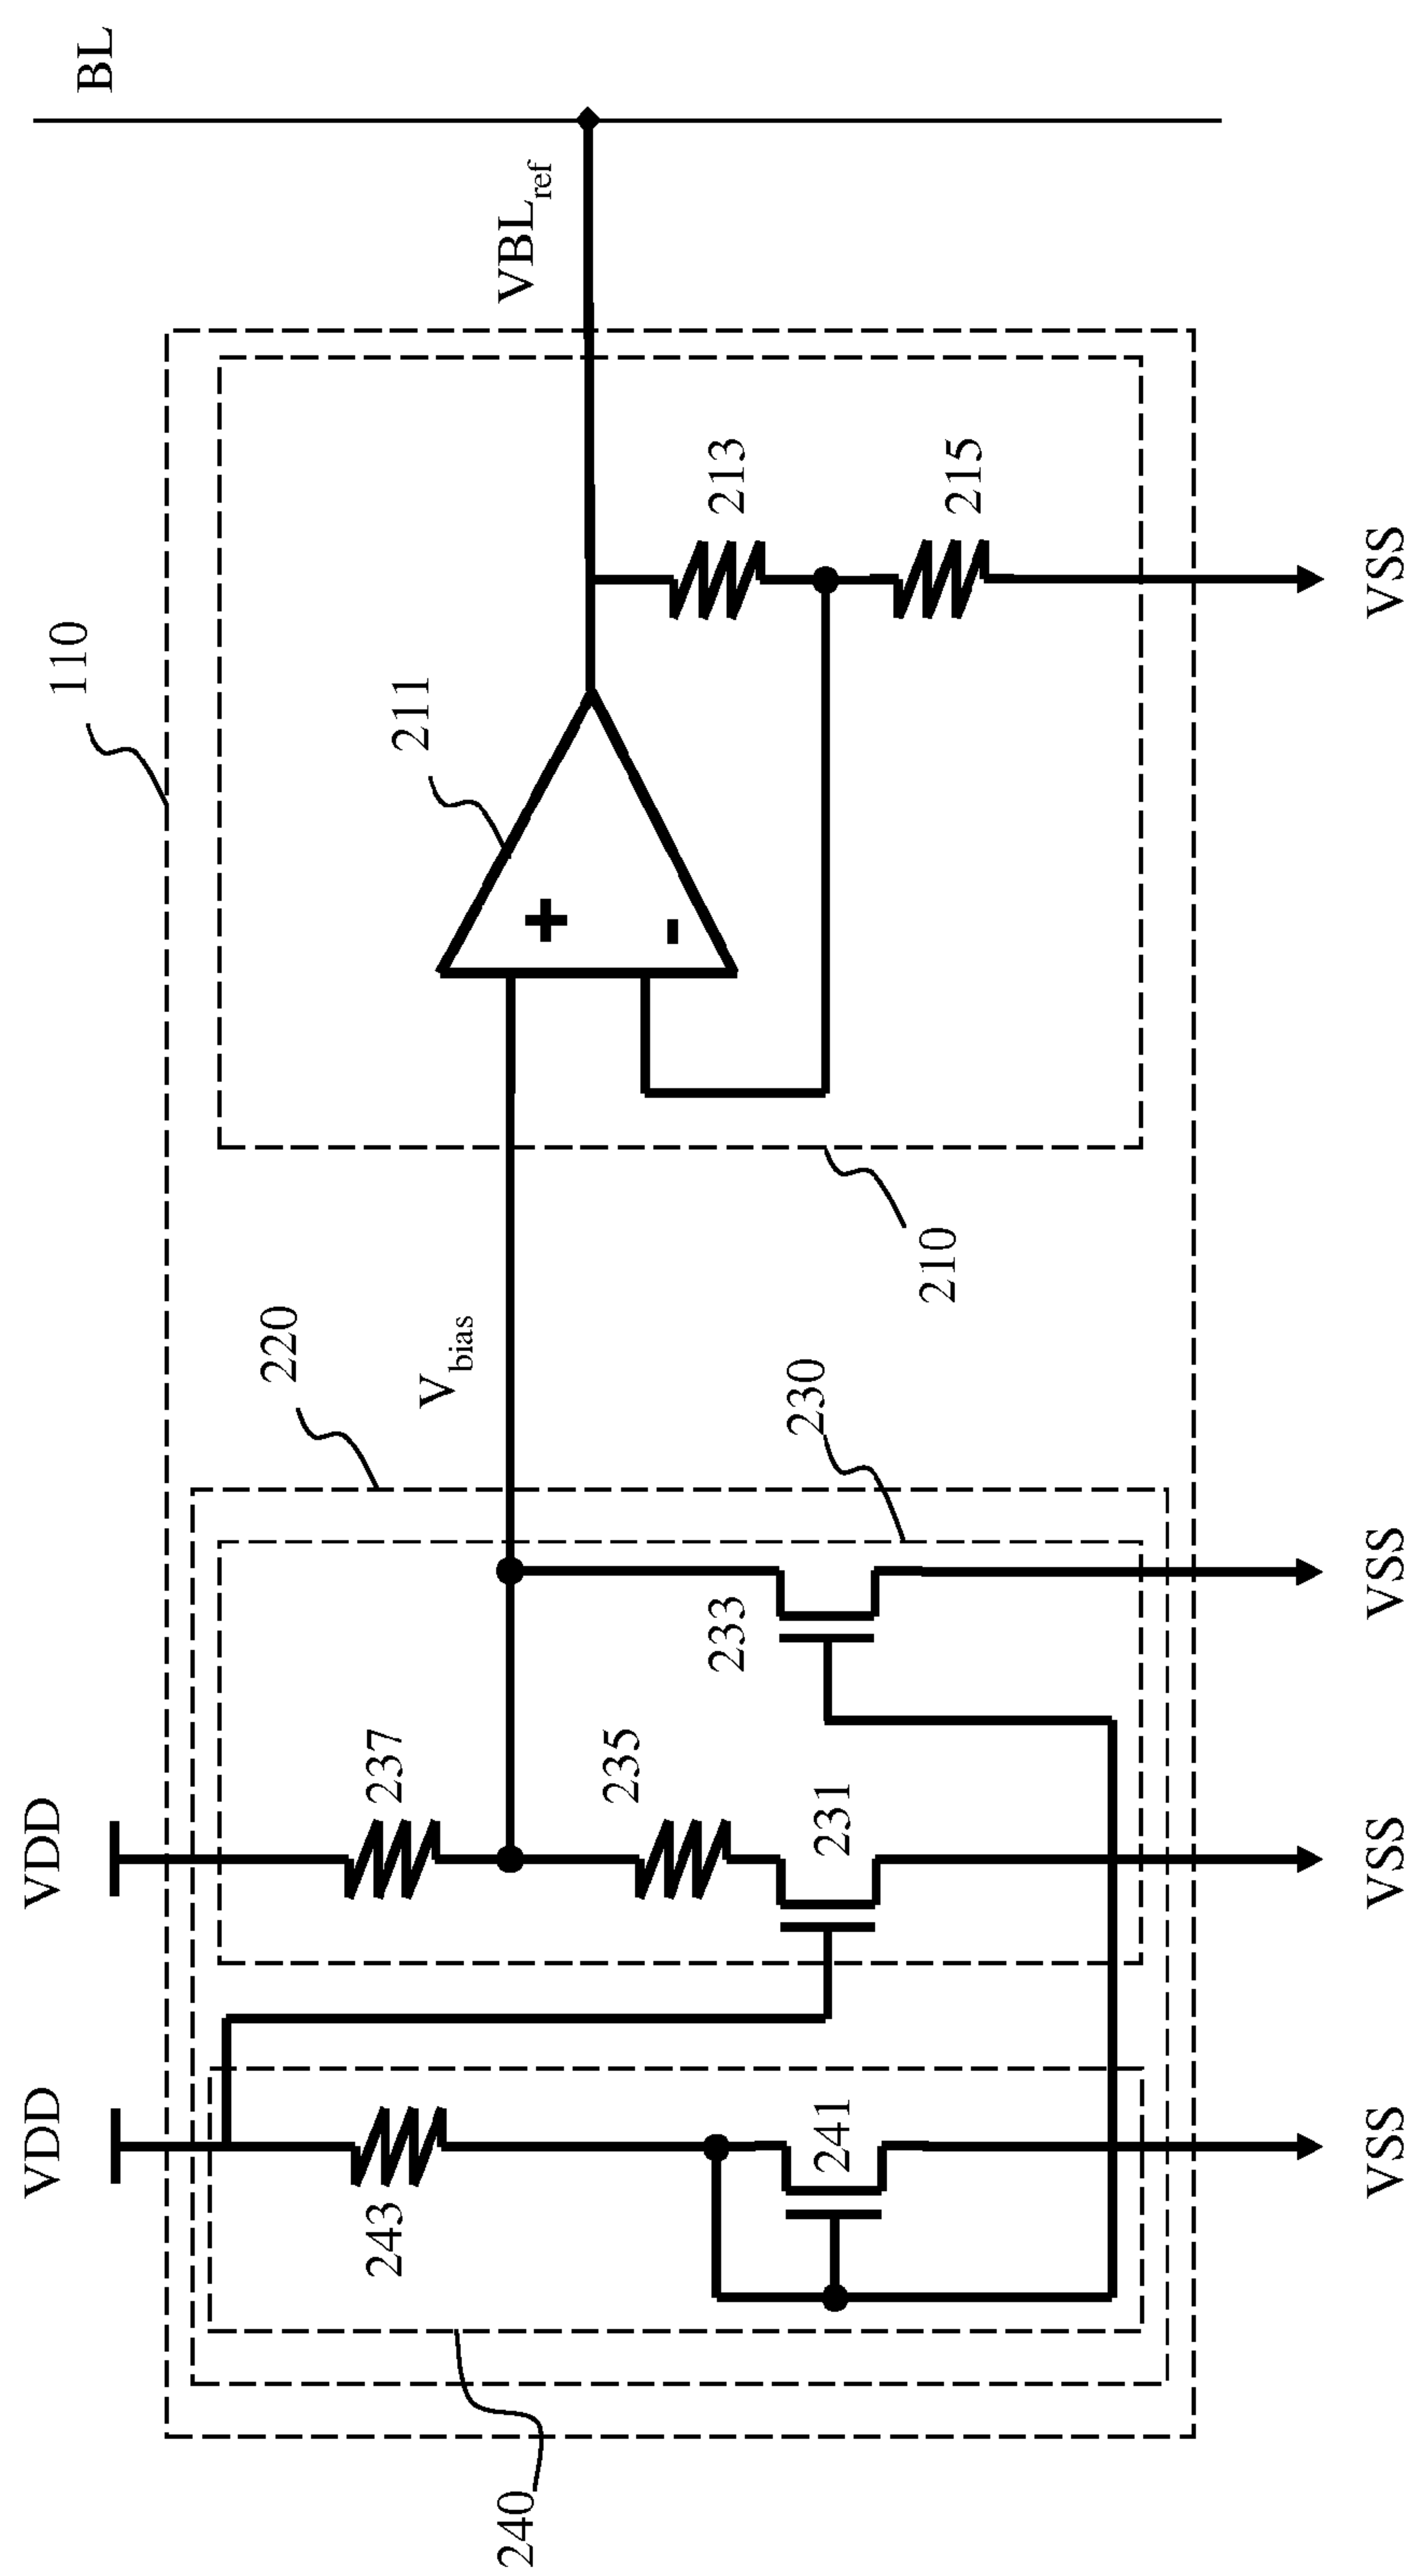 BL
VBLref
110
211
213
215
VSS
+
-
210
Vbias
220
230
233
VSS
VDD
237
235
231
VSS
VDD
243
241
VSS
240